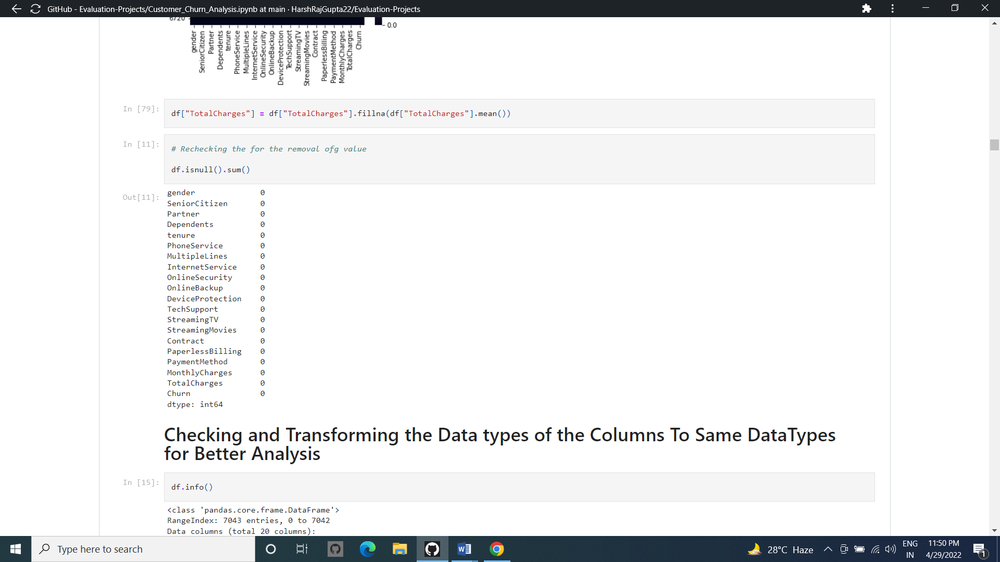 GitHub - Evaluation-Projects/Customer_Churn_Analysis.ipynb at main · HarshRajGupta22/Evaluation-Projects
6720
0.0
gender
SeniorCitizen
Partner
Dependents
tenure
PhoneService
MultipleLines
InternetService
OnlineSecurity
OnlineBackup
DeviceProtection
TechSupport
StreamingTV
StreamingMovies
Contract
PaperlessBilling
PaymentMethod
MonthlyCharges
TotalCharges
Churn
In [79]: df["TotalCharges"] = df["TotalCharges"].fillna(df["TotalCharges"].mean())
In [11]: # Rechecking the for the removal ofg value
df.isnull().sum()
Out[11]: gender 0
SeniorCitizen 0
Partner 0
Dependents 0
tenure 0
PhoneService 0
MultipleLines 0
InternetService 0
OnlineSecurity 0
OnlineBackup 0
DeviceProtection 0
TechSupport 0
StreamingTV 0
StreamingMovies 0
Contract 0
PaperlessBilling 0
PaymentMethod 0
MonthlyCharges 0
TotalCharges 0
Churn 0
dtype: int64
Checking and Transforming the Data types of the Columns To Same DataTypes
for Better Analysis
In [15]: df.info()
<class 'pandas.core.frame.DataFrame'>
RangeIndex: 7043 entries, 0 to 7042
Data columns (total 20 columns):
Type here to search
28°C Haze
ENG
IN
11:50 PM
4/29/2022
1